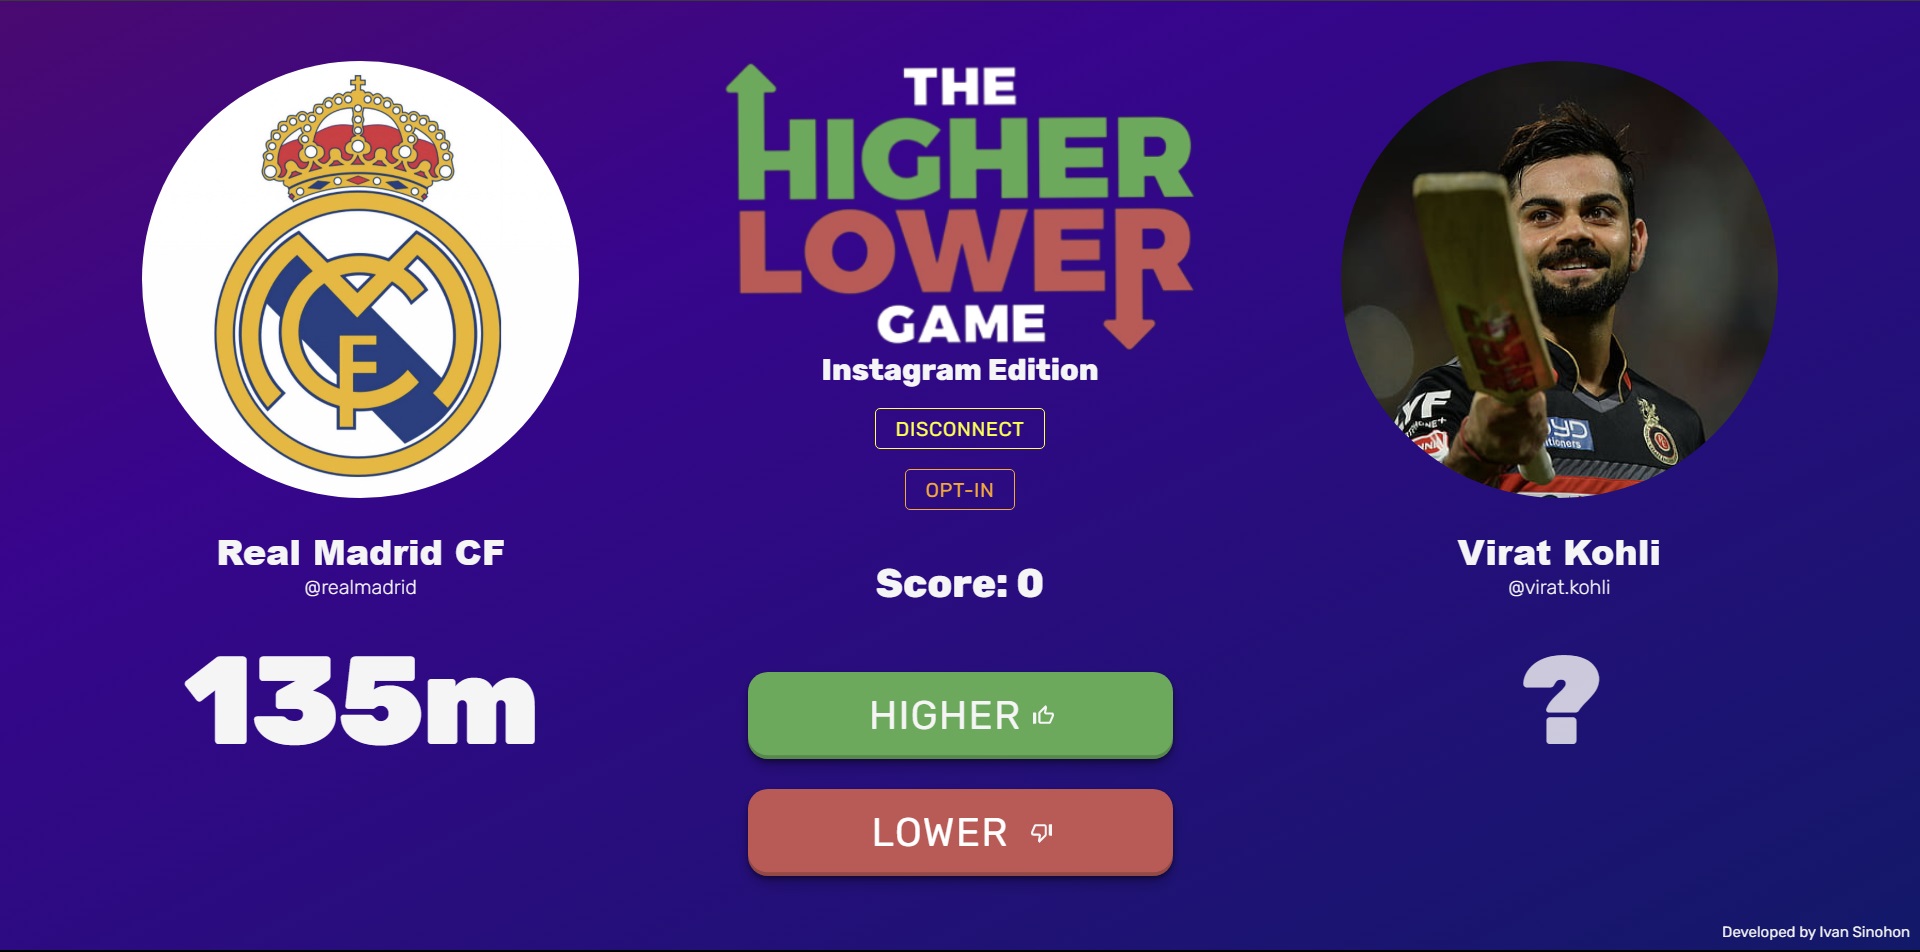 THE
HIGHER
LOWER
GAME
Instagram Edition
DISCONNECT
OPT-IN
Real Madrid CF
@realmadrid
Virat Kohli
@virat.kohli
Score: 0
135m
?
HIGHER
LOWER
Developed by Ivan Sinohon